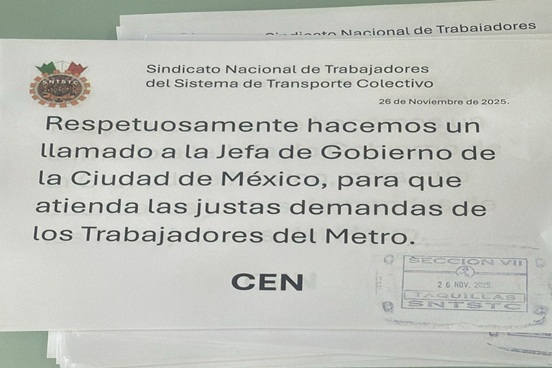 Sindicato Nacional de Trabajadores
SNTSTC
Sindicato Nacional de Trabajadores
del Sistema de Transporte Colectivo
26 de Noviembre de 2025.
Respetuosamente hacemos un
llamado a la Jefa de Gobierno de
la Ciudad de México, para que
atienda las justas demandas de
los Trabajadores del Metro.
CEN
SECCION VII
26 NOV. 2025
TAQUILLAS
SNTSTC